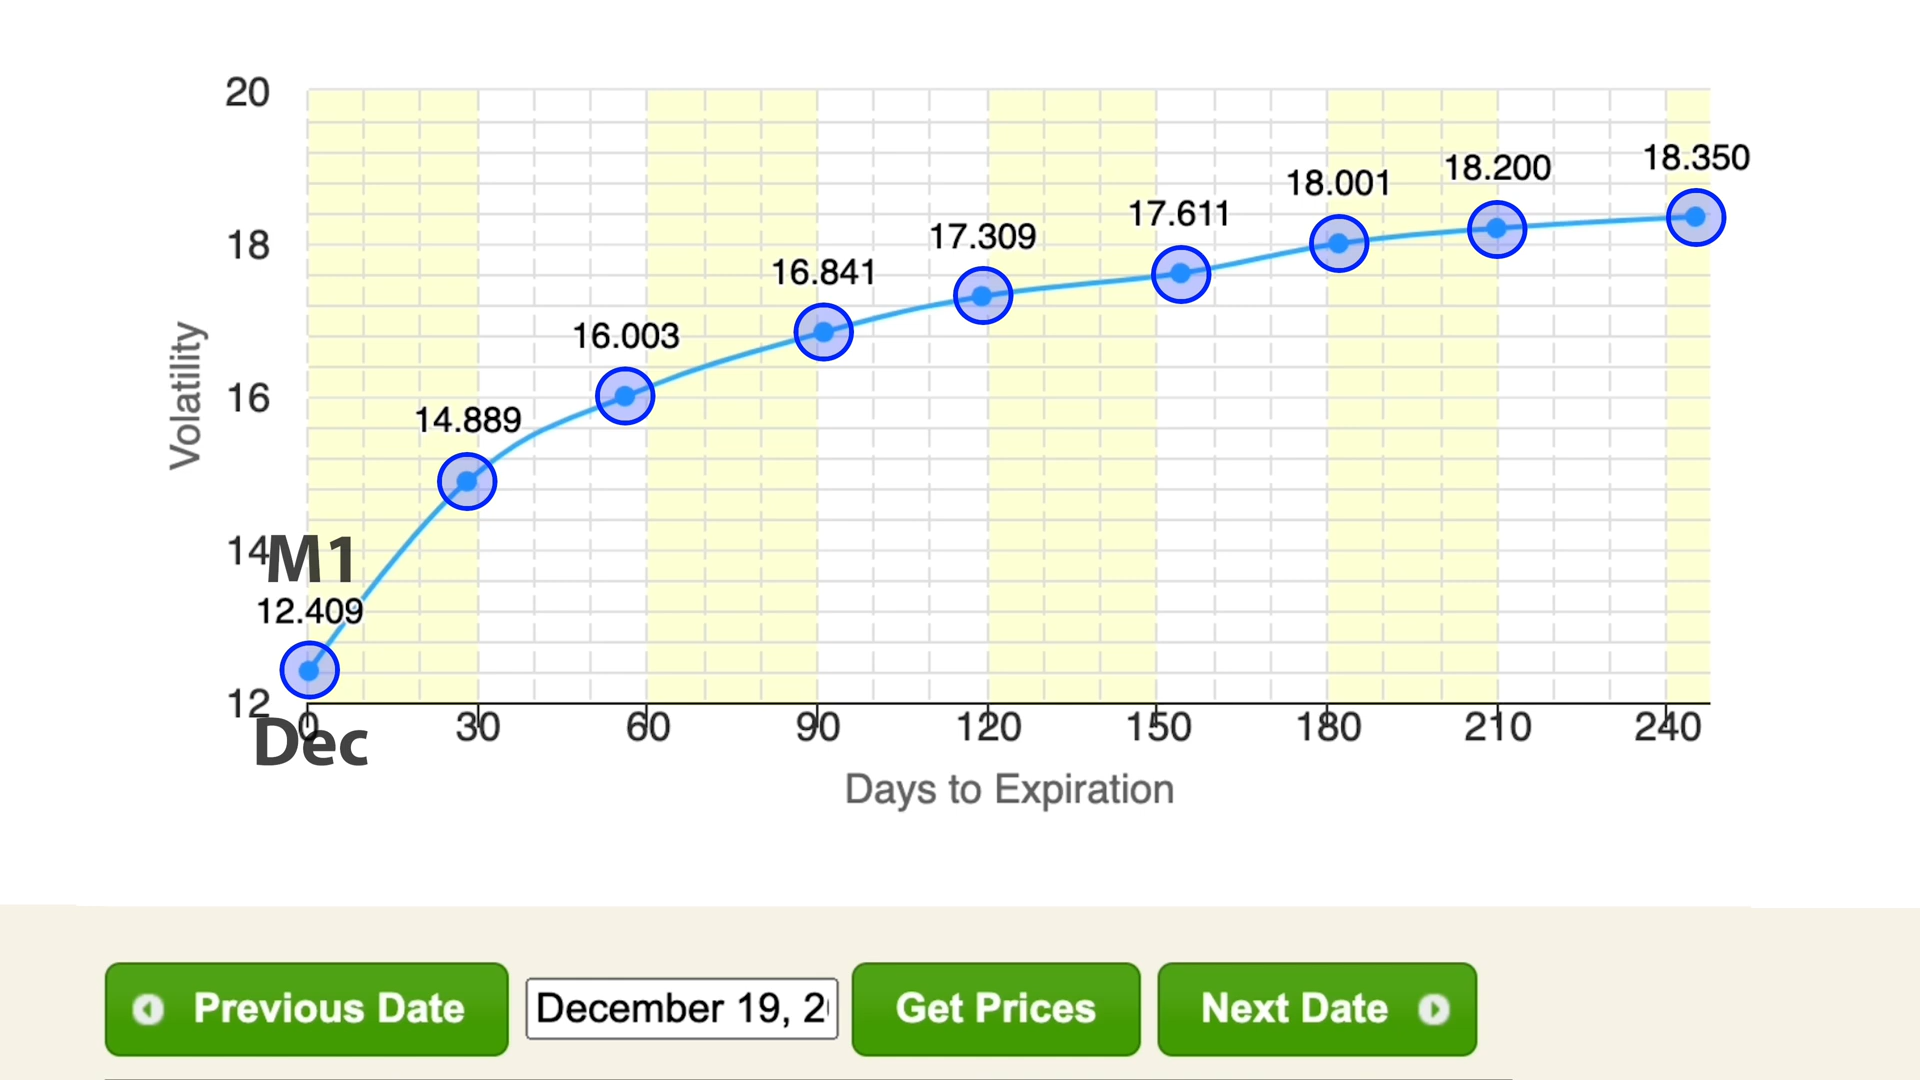 20
18.350
18.200
18.001
17.611
18
17.309
16.841
16.003
16
14.889
Volatility
14
M1
12.409
12
0
30
60
90
120
150
180
210
240
Dec
Days to Expiration
Previous Date
December 19, 2
Get Prices
Next Date